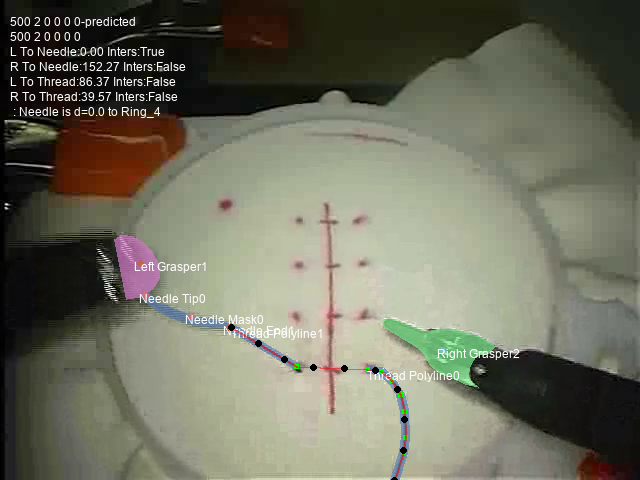 500 2 0 0 0 0-predicted
500 2 0 0 0 0
L To Needle:0.00 Inters:True
R To Needle:152.27 Inters:False
L To Thread:86.37 Inters:False
R To Thread:39.57 Inters:False
: Needle is d=0.0 to Ring_4
Left Grasper1
Needle Tip0
Needle Mask0
Needle End1
Thread Polyline1
Right Grasper2
Thread Polyline0